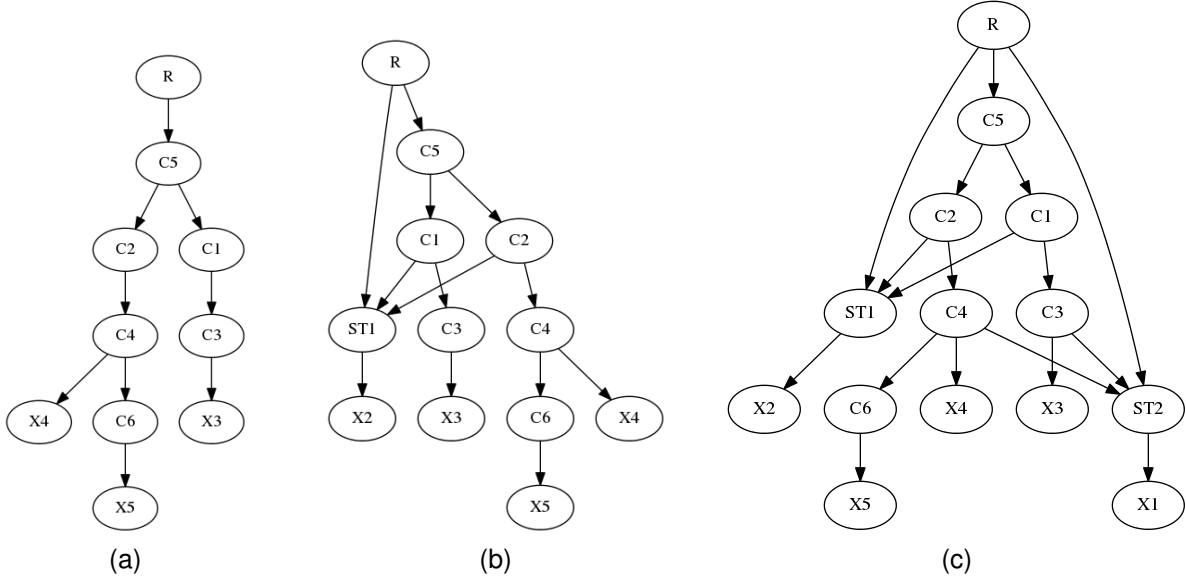 R
C5
C2 C1
C4 C3
X4 C6 X3
X5
(a)
R
C5
C1 C2
ST1 C3 C4
X2 X3 C6 X4
X5
(b)
R
C5
C2 C1
ST1 C4 C3
X2 C6 X4 X3 ST2
X5 X1
(c)